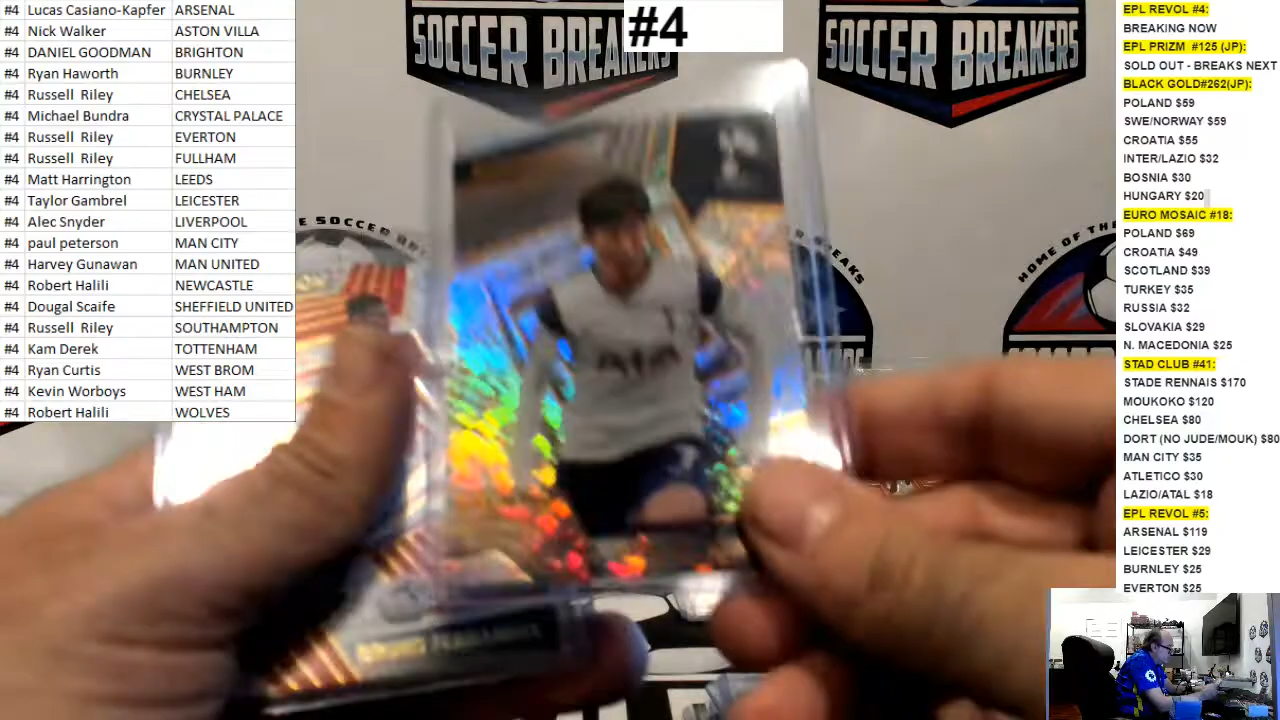 #4 Lucas Casiano-Kapfer ARSENAL
#4 Nick Walker ASTON VILLA
#4 DANIEL GOODMAN BRIGHTON
#4 Ryan Haworth BURNLEY
#4 Russell Riley CHELSEA
#4 Michael Bundra CRYSTAL PALACE
#4 Russell Riley EVERTON
#4 Russell Riley FULLHAM
#4 Matt Harrington LEEDS
#4 Taylor Gambrel LEICESTER
#4 Alec Snyder LIVERPOOL
#4 paul peterson MAN CITY
#4 Harvey Gunawan MAN UNITED
#4 Robert Halili NEWCASTLE
#4 Dougal Scaife SHEFFIELD UNITED
#4 Russell Riley SOUTHAMPTON
#4 Kam Derek TOTTENHAM
#4 Ryan Curtis WEST BROM
#4 Kevin Worboys WEST HAM
#4 Robert Halili WOLVES
#4
SOCCER BREAKERS
SOCCER BREAKERS
E SOCCER BRE
BREAKS
HOME OF THE
AIA
EPL REVOL #4:
BREAKING NOW
EPL PRIZM #125 (JP):
SOLD OUT - BREAKS NEXT
BLACK GOLD#262(JP):
POLAND $59
SWE/NORWAY $59
CROATIA $55
INTER/LAZIO $32
BOSNIA $30
HUNGARY $20
EURO MOSAIC #18:
POLAND $69
CROATIA $49
SCOTLAND $39
TURKEY $35
RUSSIA $32
SLOVAKIA $29
N. MACEDONIA $25
STAD CLUB #41:
STADE RENNAIS $170
MOUKOKO $120
CHELSEA $80
DORT (NO JUDE/MOUK) $80
MAN CITY $35
ATLETICO $30
LAZIO/ATAL $18
EPL REVOL #5:
ARSENAL $119
LEICESTER $29
BURNLEY $25
EVERTON $25